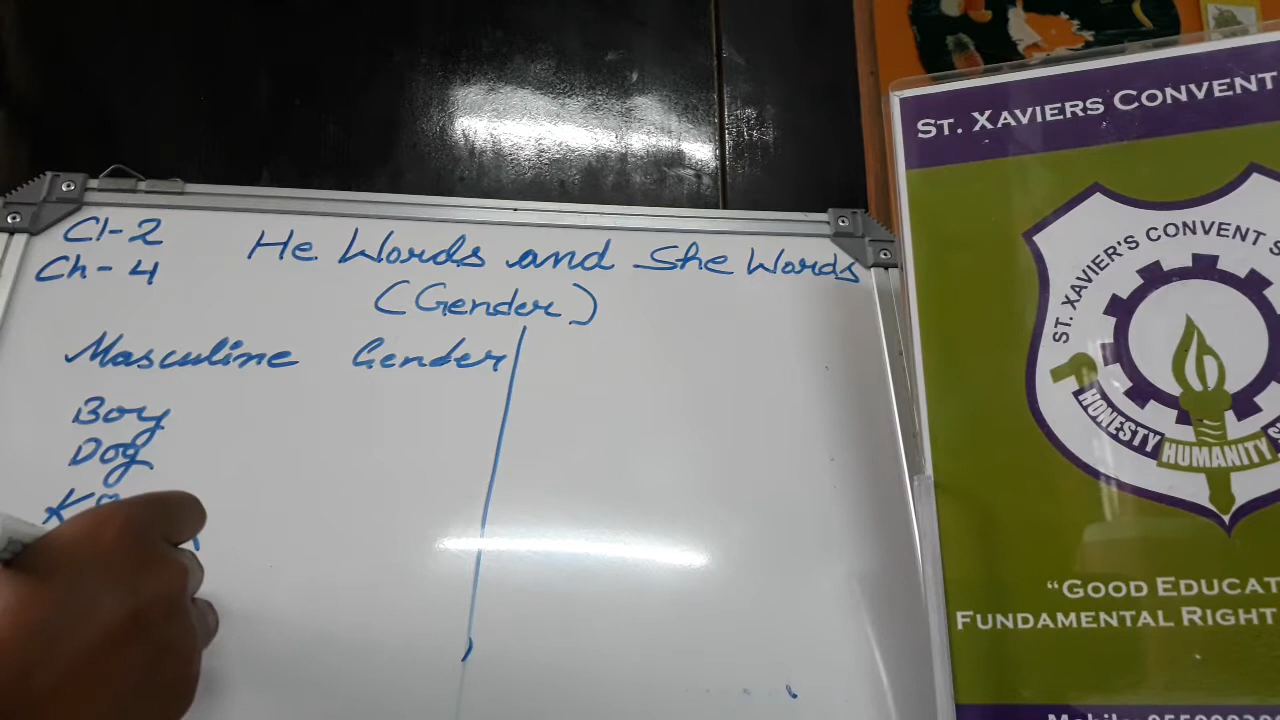 Cl-2
Ch-4
He Words and She Words
(Gender)
Masculine Gender
Boy
Dog
ST. XAVIERS CONVENT
ST. XAVIER'S CONVENT S
HONESTY
HUMANITY
"GOOD EDUCAT
FUNDAMENTAL RIGHT